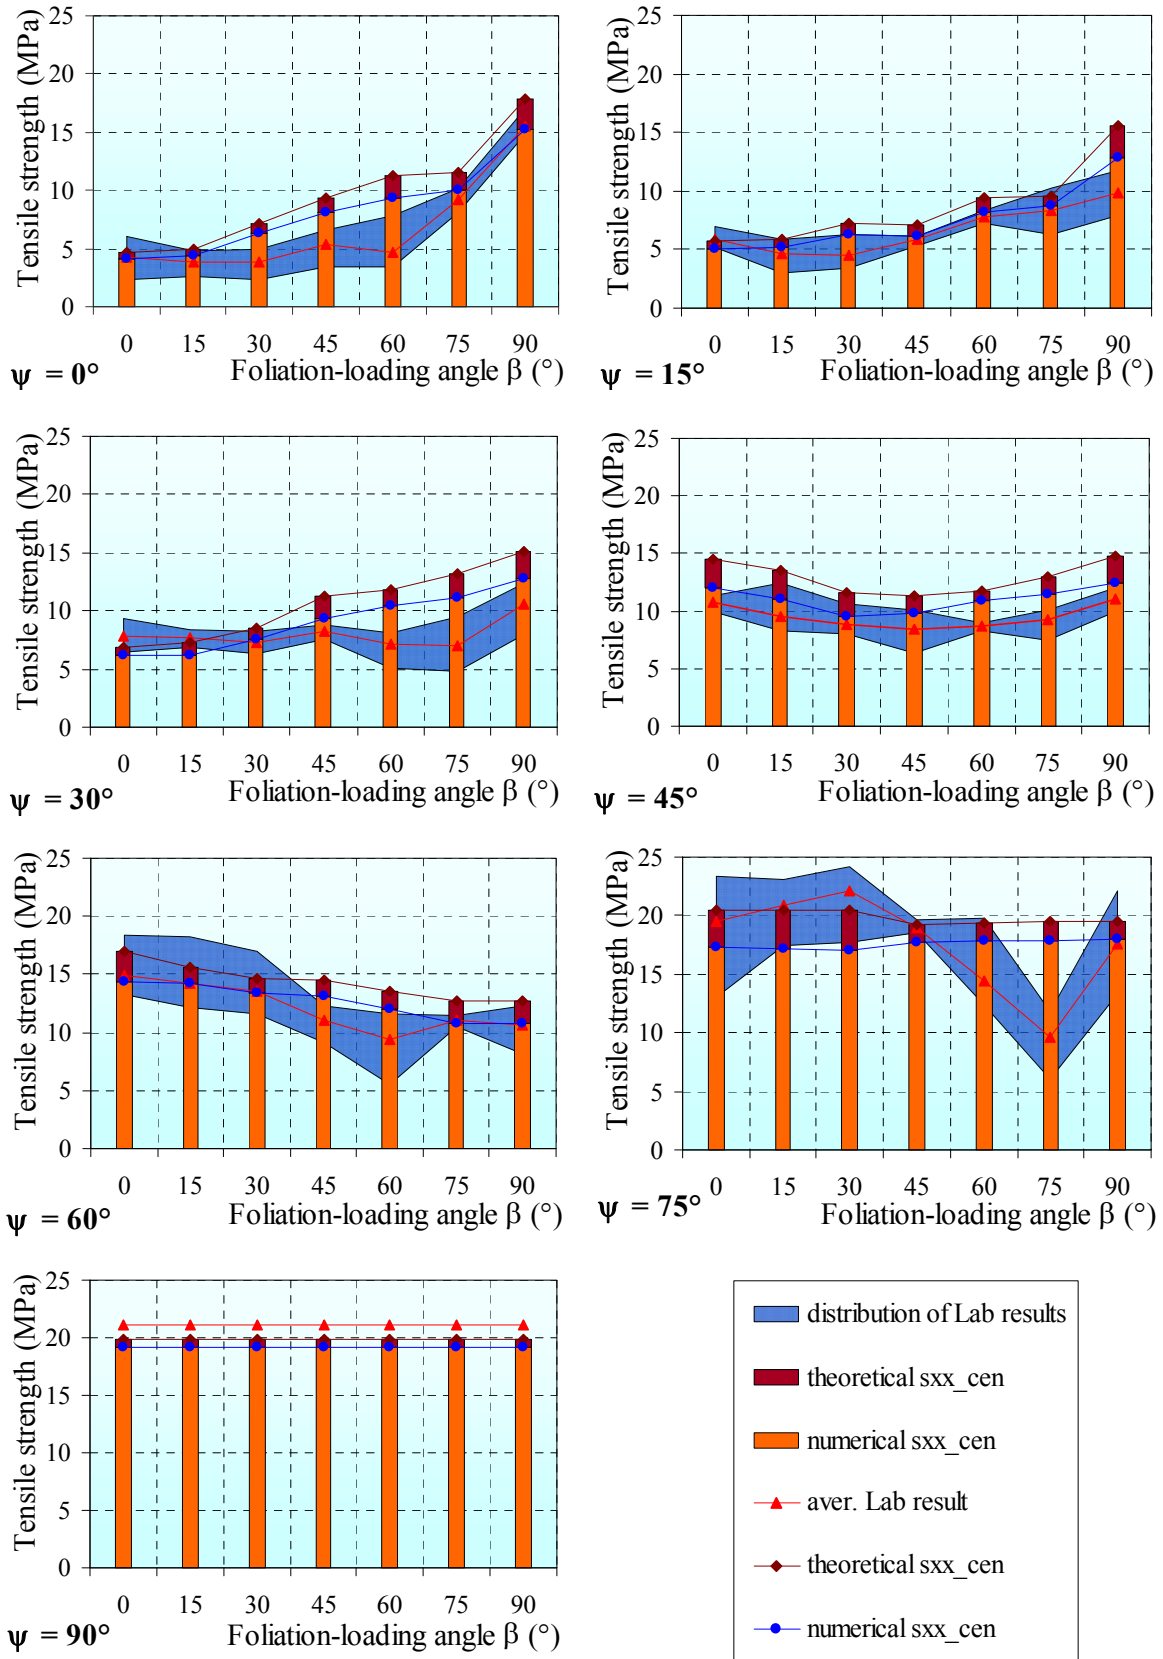 Tensile strength (MPa)
25
20
15
10
5
0
0 15 30 45 60 75 90
Foliation-loading angle β (°)
ψ = 0°
Tensile strength (MPa)
25
20
15
10
5
0
0 15 30 45 60 75 90
Foliation-loading angle β (°)
ψ = 15°
Tensile strength (MPa)
25
20
15
10
5
0
0 15 30 45 60 75 90
Foliation-loading angle β (°)
ψ = 30°
Tensile strength (MPa)
25
20
15
10
5
0
0 15 30 45 60 75 90
Foliation-loading angle β (°)
ψ = 45°
Tensile strength (MPa)
25
20
15
10
5
0
0 15 30 45 60 75 90
Foliation-loading angle β (°)
ψ = 60°
Tensile strength (MPa)
25
20
15
10
5
0
0 15 30 45 60 75 90
Foliation-loading angle β (°)
ψ = 75°
Tensile strength (MPa)
25
20
15
10
5
0
0 15 30 45 60 75 90
Foliation-loading angle β (°)
ψ = 90°
distribution of Lab results
theoretical sxx_cen
numerical sxx_cen
aver. Lab result
theoretical sxx_cen
numerical sxx_cen